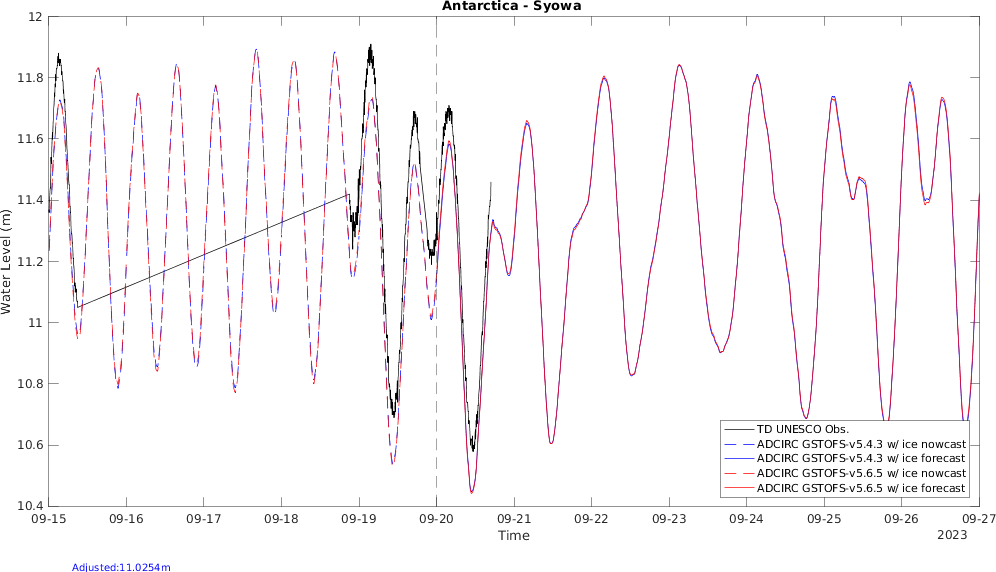 Antarctica - Syowa
Water Level (m)
12
11.8
11.6
11.4
11.2
11
10.8
10.6
10.4
TD UNESCO Obs.
ADCIRC GSTOFS-v5.4.3 w/ ice nowcast
ADCIRC GSTOFS-v5.4.3 w/ ice forecast
ADCIRC GSTOFS-v5.6.5 w/ ice nowcast
ADCIRC GSTOFS-v5.6.5 w/ ice forecast
09-15 09-16 09-17 09-18 09-19 09-20 09-21 09-22 09-23 09-24 09-25 09-26 09-27
Time
2023
Adjusted:11.0254m